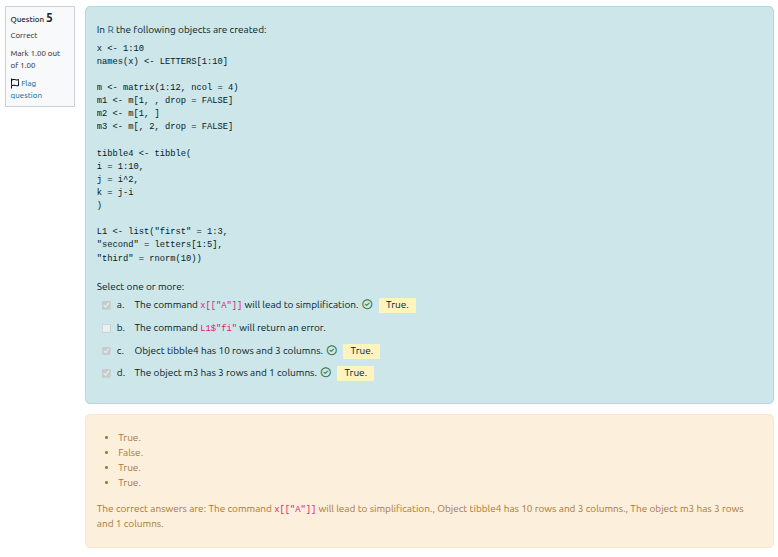 Question 5
Correct
Mark 1.00 out
of 1.00
Flag
question
In R the following objects are created:
x <- 1:10
names(x) <- LETTERS[1:10]
m <- matrix(1:12, ncol = 4)
m1 <- m[1, , drop = FALSE]
m2 <- m[1, ]
m3 <- m[, 2, drop = FALSE]
tibble4 <- tibble(
i = 1:10,
j = i^2,
k = j-i
)
L1 <- list("first" = 1:3,
"second" = letters[1:5],
"third" = rnorm(10))
Select one or more:
a. The command x[["A"]] will lead to simplification. True.
b. The command L1$"fi" will return an error.
c. Object tibble4 has 10 rows and 3 columns. True.
d. The object m3 has 3 rows and 1 columns. True.
• True.
• False.
• True.
• True.
The correct answers are: The command x[["A"]] will lead to simplification., Object tibble4 has 10 rows and 3 columns., The object m3 has 3 rows
and 1 columns.